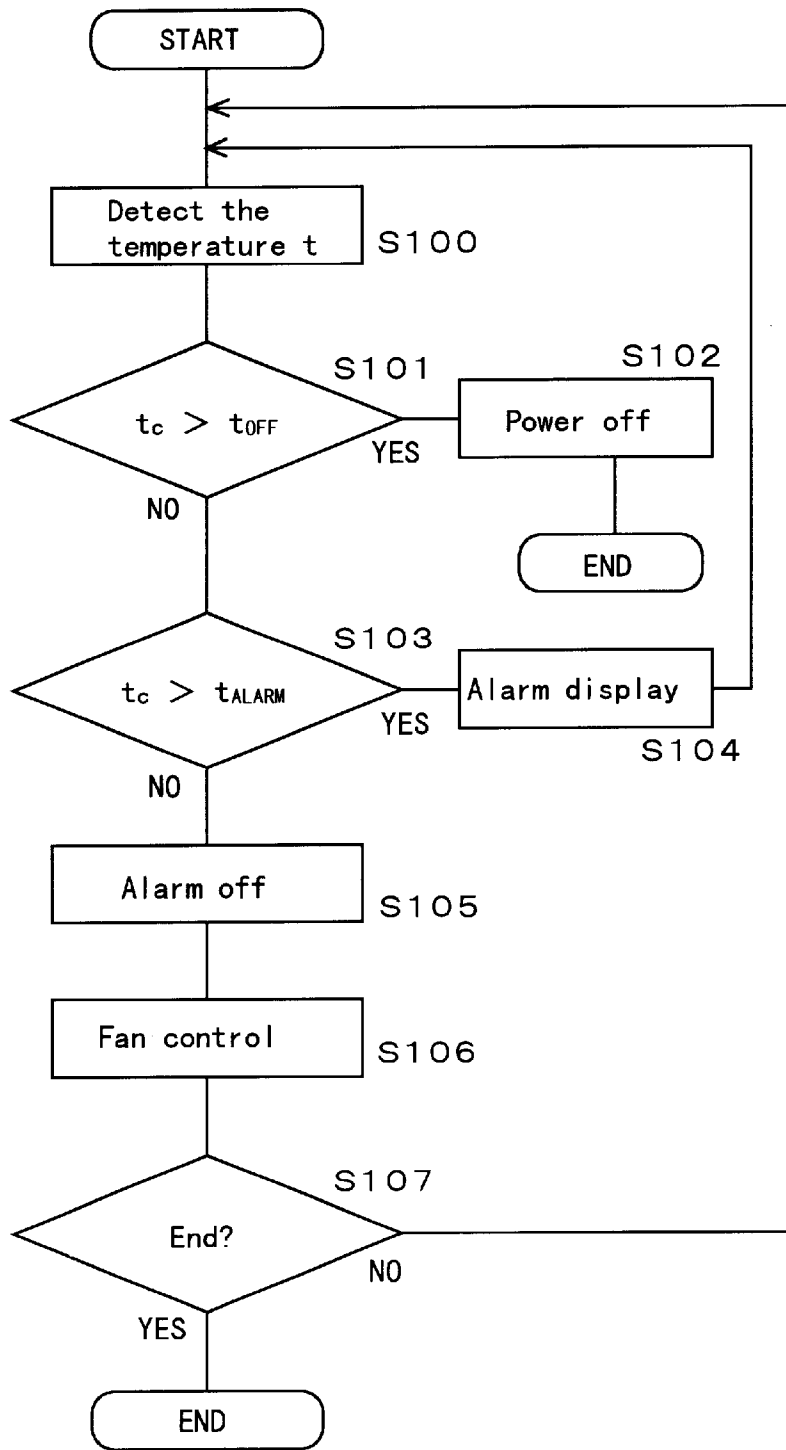 START
Detect the
temperature t
S100
S101
S102
tc > tOFF
Power off
YES
NO
END
S103
tc > tALARM
Alarm display
YES
S104
NO
Alarm off
S105
Fan control
S106
S107
End?
NO
YES
END